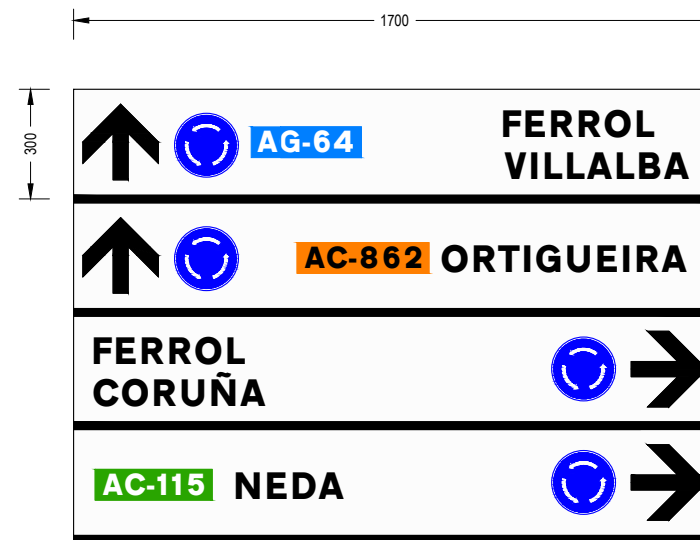 1700
300
AG-64
FERROL
VILLALBA
AC-862 ORTIGUEIRA
FERROL
CORUÑA
AC-115 NEDA